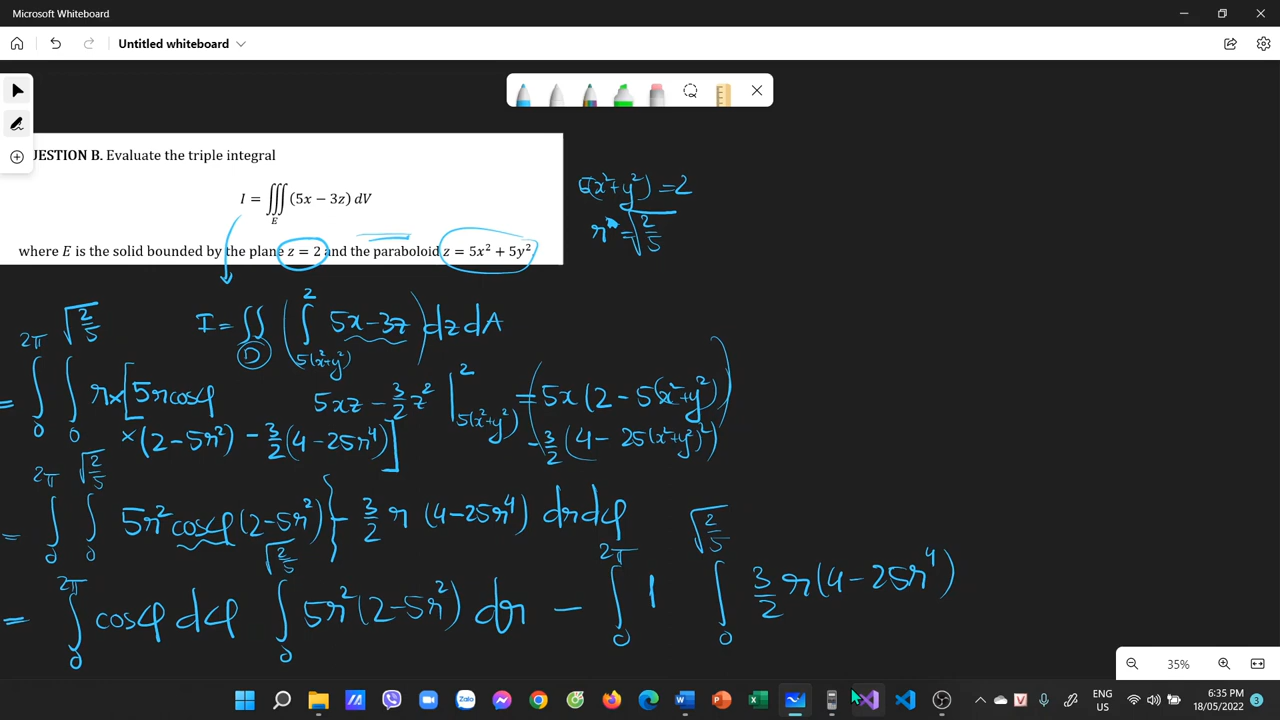 Microsoft Whiteboard
Untitled whiteboard
UESTION B. Evaluate the triple integral
I = ∭_E (5x − 3z) dV
where E is the solid bounded by the plane z = 2 and the paraboloid z = 5x² + 5y².
5(x²+y²) = 2
r = √(2/5)
I = ∬_D (∫_{5(x²+y²)}^{2} 5x − 3z) dz dA
= ∫_0^{2π} ∫_0^{√(2/5)} r × [5r cosφ
× (2 − 5r²) − 3/2 (4 − 25r⁴)]
5xz − 3/2 z² |_{5(x²+y²)}^{2} = (5x (2 − 5(x²+y²))
− 3/2 (4 − 25(x²+y²)²)
= ∫_0^{2π} ∫_0^{√(2/5)} 5r² cosφ (2 − 5r²) − 3/2 r (4 − 25r⁴) dr dφ
= ∫_0^{2π} cosφ dφ ∫_0^{√(2/5)} 5r² (2 − 5r²) dr − ∫_0^{2π} 1 ∫_0^{√(2/5)} 3/2 r (4 − 25r⁴)
35%
Zalo
V
ENG
US
6:35 PM
18/05/2022
3